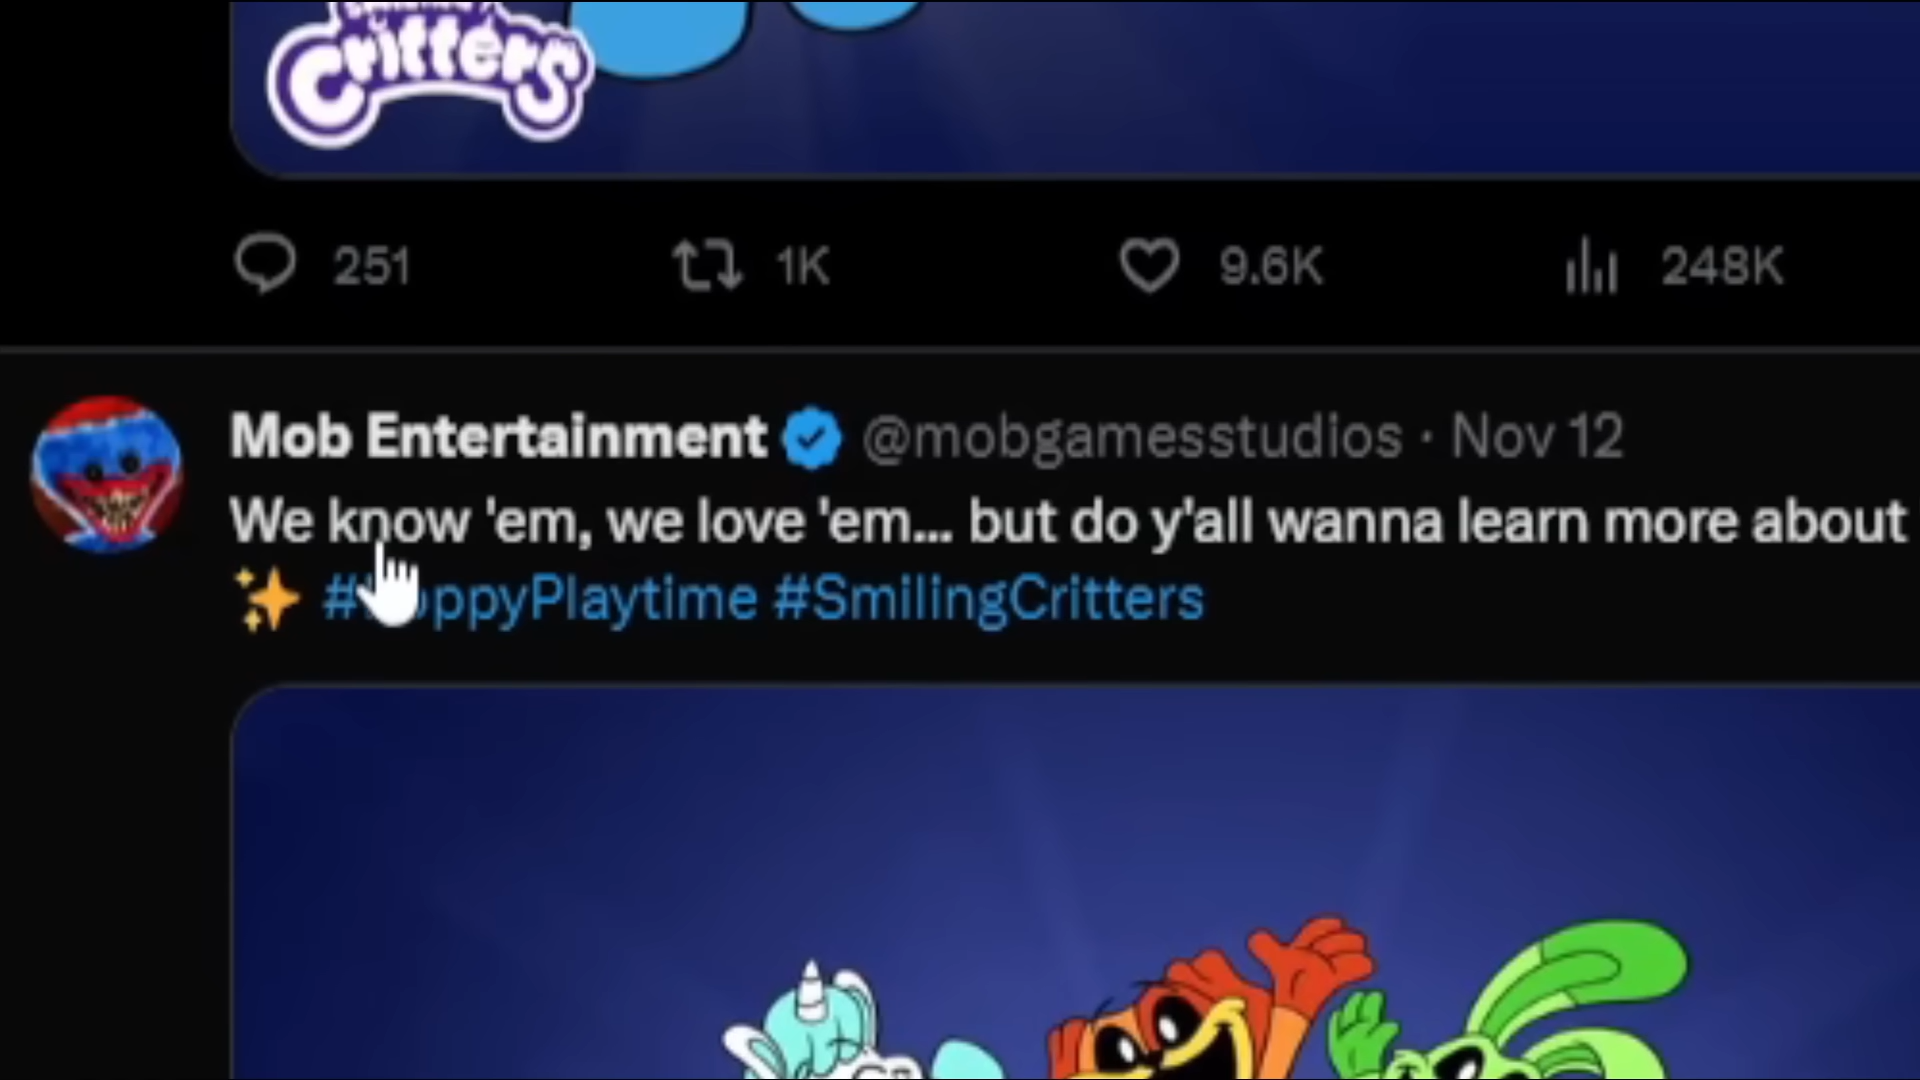 Critters
251 1K 9.6K 248K
Mob Entertainment @mobgamesstudios · Nov 12
We know 'em, we love 'em... but do y'all wanna learn more about
✨ #PoppyPlaytime #SmilingCritters